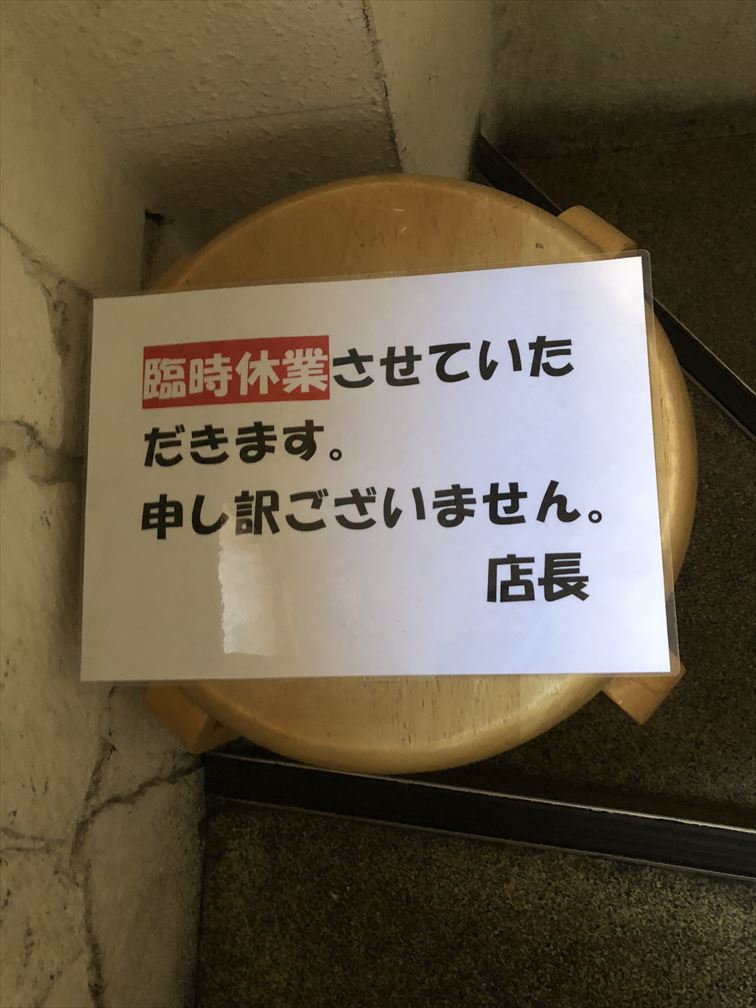 臨時休業させていた
だきます。
申し訳ございません。
店長